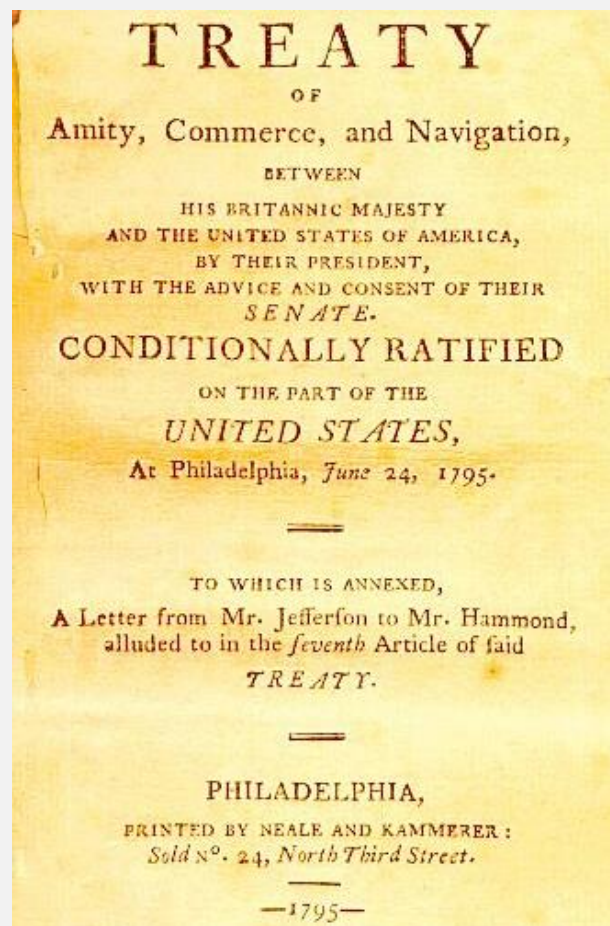 TREATY
OF
Amity, Commerce, and Navigation,
BETWEEN
HIS BRITANNIC MAJESTY
AND THE UNITED STATES OF AMERICA,
BY THEIR PRESIDENT,
WITH THE ADVICE AND CONSENT OF THEIR
SENATE.
CONDITIONALLY RATIFIED
ON THE PART OF THE
UNITED STATES,
At Philadelphia, June 24, 1795.
TO WHICH IS ANNEXED,
A Letter from Mr. Jefferſon to Mr. Hammond,
alluded to in the ſeventh Article of ſaid
TREATY.
PHILADELPHIA,
PRINTED BY NEALE AND KAMMERER:
Sold Nº. 24, North Third Street.
—1795—